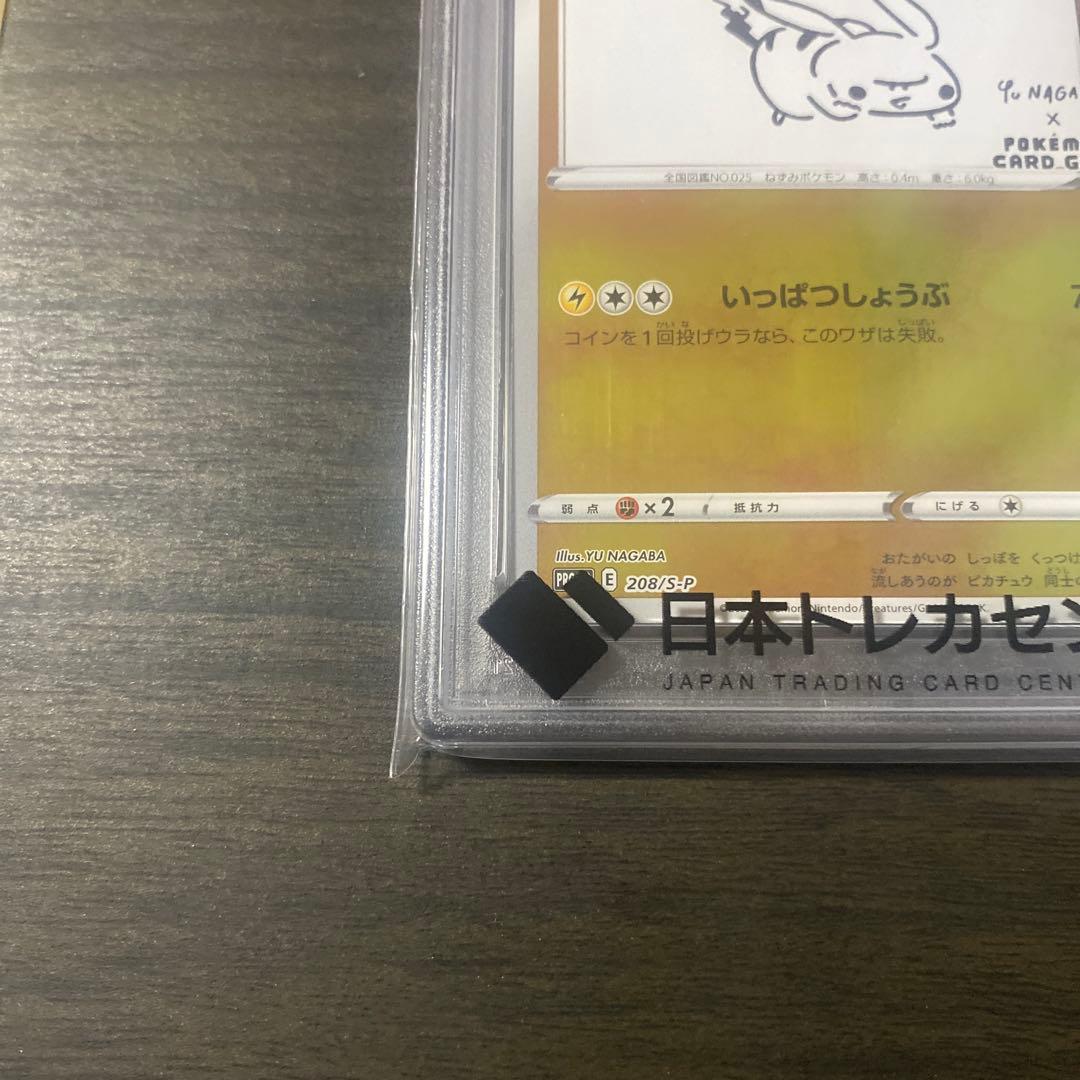 Yu NAGA
×
POKÉM
CARD G
全国図鑑NO.025 ねずみポケモン 高さ:0.4m 重さ:6.0kg
いっぱつしょうぶ 7
コインを1回投げウラなら、このワザは失敗。
弱点 ×2 抵抗力 にげる
Illus. YU NAGABA
E 208/S-P
おたがいの しっぽを くっつけ
流しあうのが ピカチュウ 同士の
Nintendo/Creatures/G
日本トレカセン
JAPAN TRADING CARD CENT